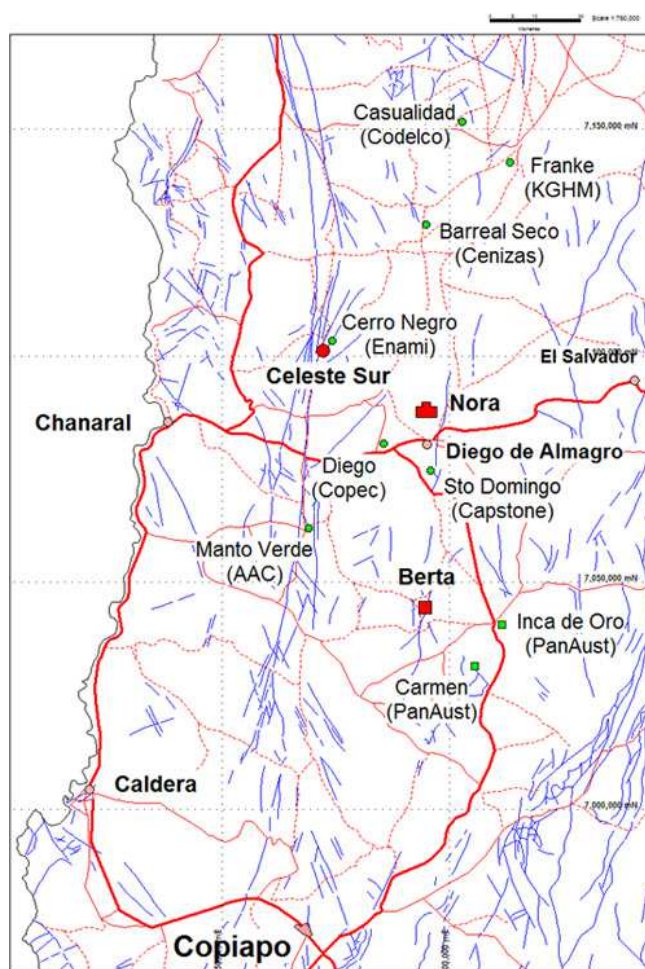 Scale 1:750,000
Casualidad
(Codelco)
7,150,000 mN
Franke
(KGHM)
Barreal Seco
(Cenizas)
Cerro Negro
(Enami)
El Salvador
Celeste Sur
Nora
Chanaral
Diego de Almagro
Diego
(Copec)
Sto Domingo
(Capstone)
Manto Verde
(AAC)
7,050,000 mN
Berta
Inca de Oro
(PanAust)
Carmen
(PanAust)
Caldera
7,000,000 mN
Copiapo